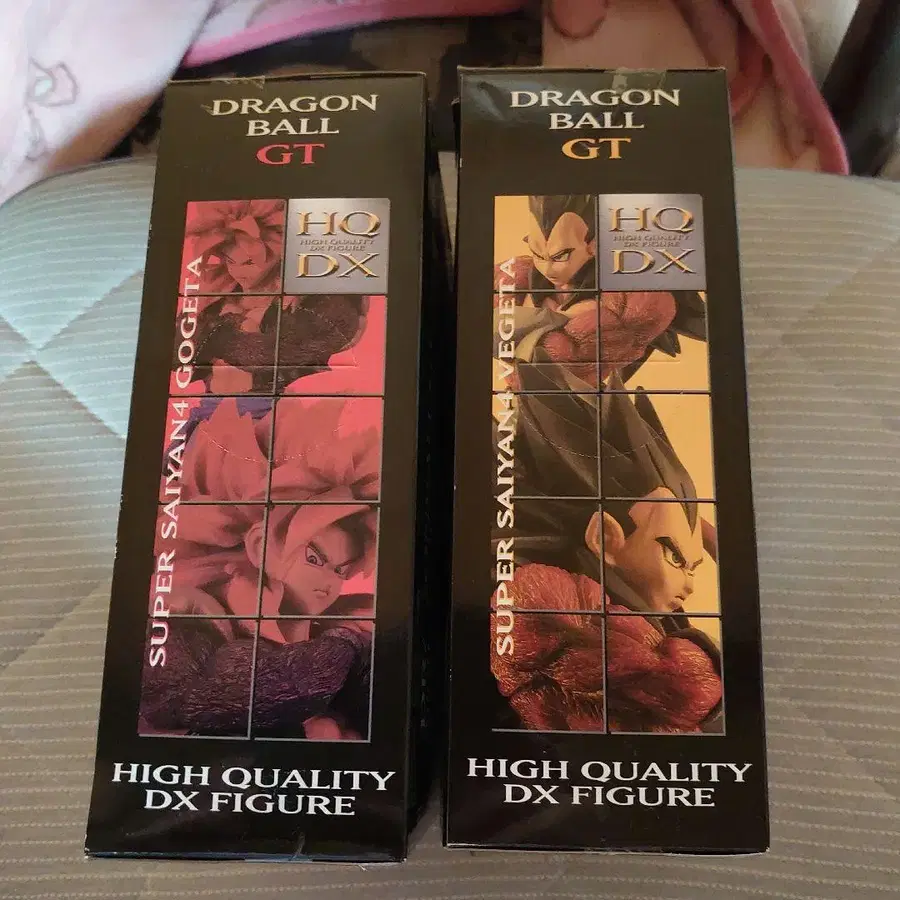 DRAGON
BALL
GT
HQ
HIGH QUALITY
DX FIGURE
DX
SUPER SAIYAN4 GOGETA
HIGH QUALITY
DX FIGURE
DRAGON
BALL
GT
HQ
HIGH QUALITY
DX FIGURE
DX
SUPER SAIYAN4 VEGETA
HIGH QUALITY
DX FIGURE